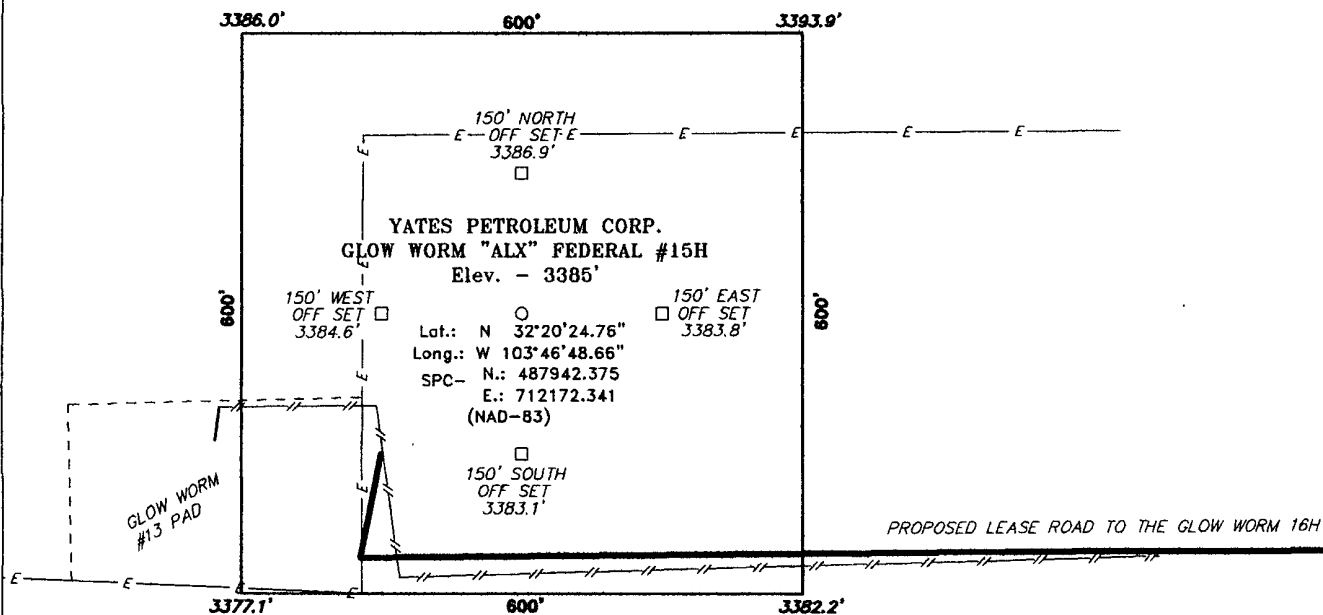 3386.0' 600' 3393.9'
150' NORTH
E OFF SET E E E E E
3386.9'
E
YATES PETROLEUM CORP.
GLOW WORM "ALX" FEDERAL #15H
E
Elev. - 3385'
150' WEST
OFF SET
3384.6'
150' EAST
OFF SET
3383.8'
600'
600'
Lat.: N 32°20'24.76"
Long.: W 103°46'48.66"
SPC- N.: 487942.375
E.: 712172.341
(NAD-83)
E
150' SOUTH
OFF SET
3383.1'
E
GLOW WORM
#13 PAD
PROPOSED LEASE ROAD TO THE GLOW WORM 16H
E E E E
3377.1' 600' 3382.2'